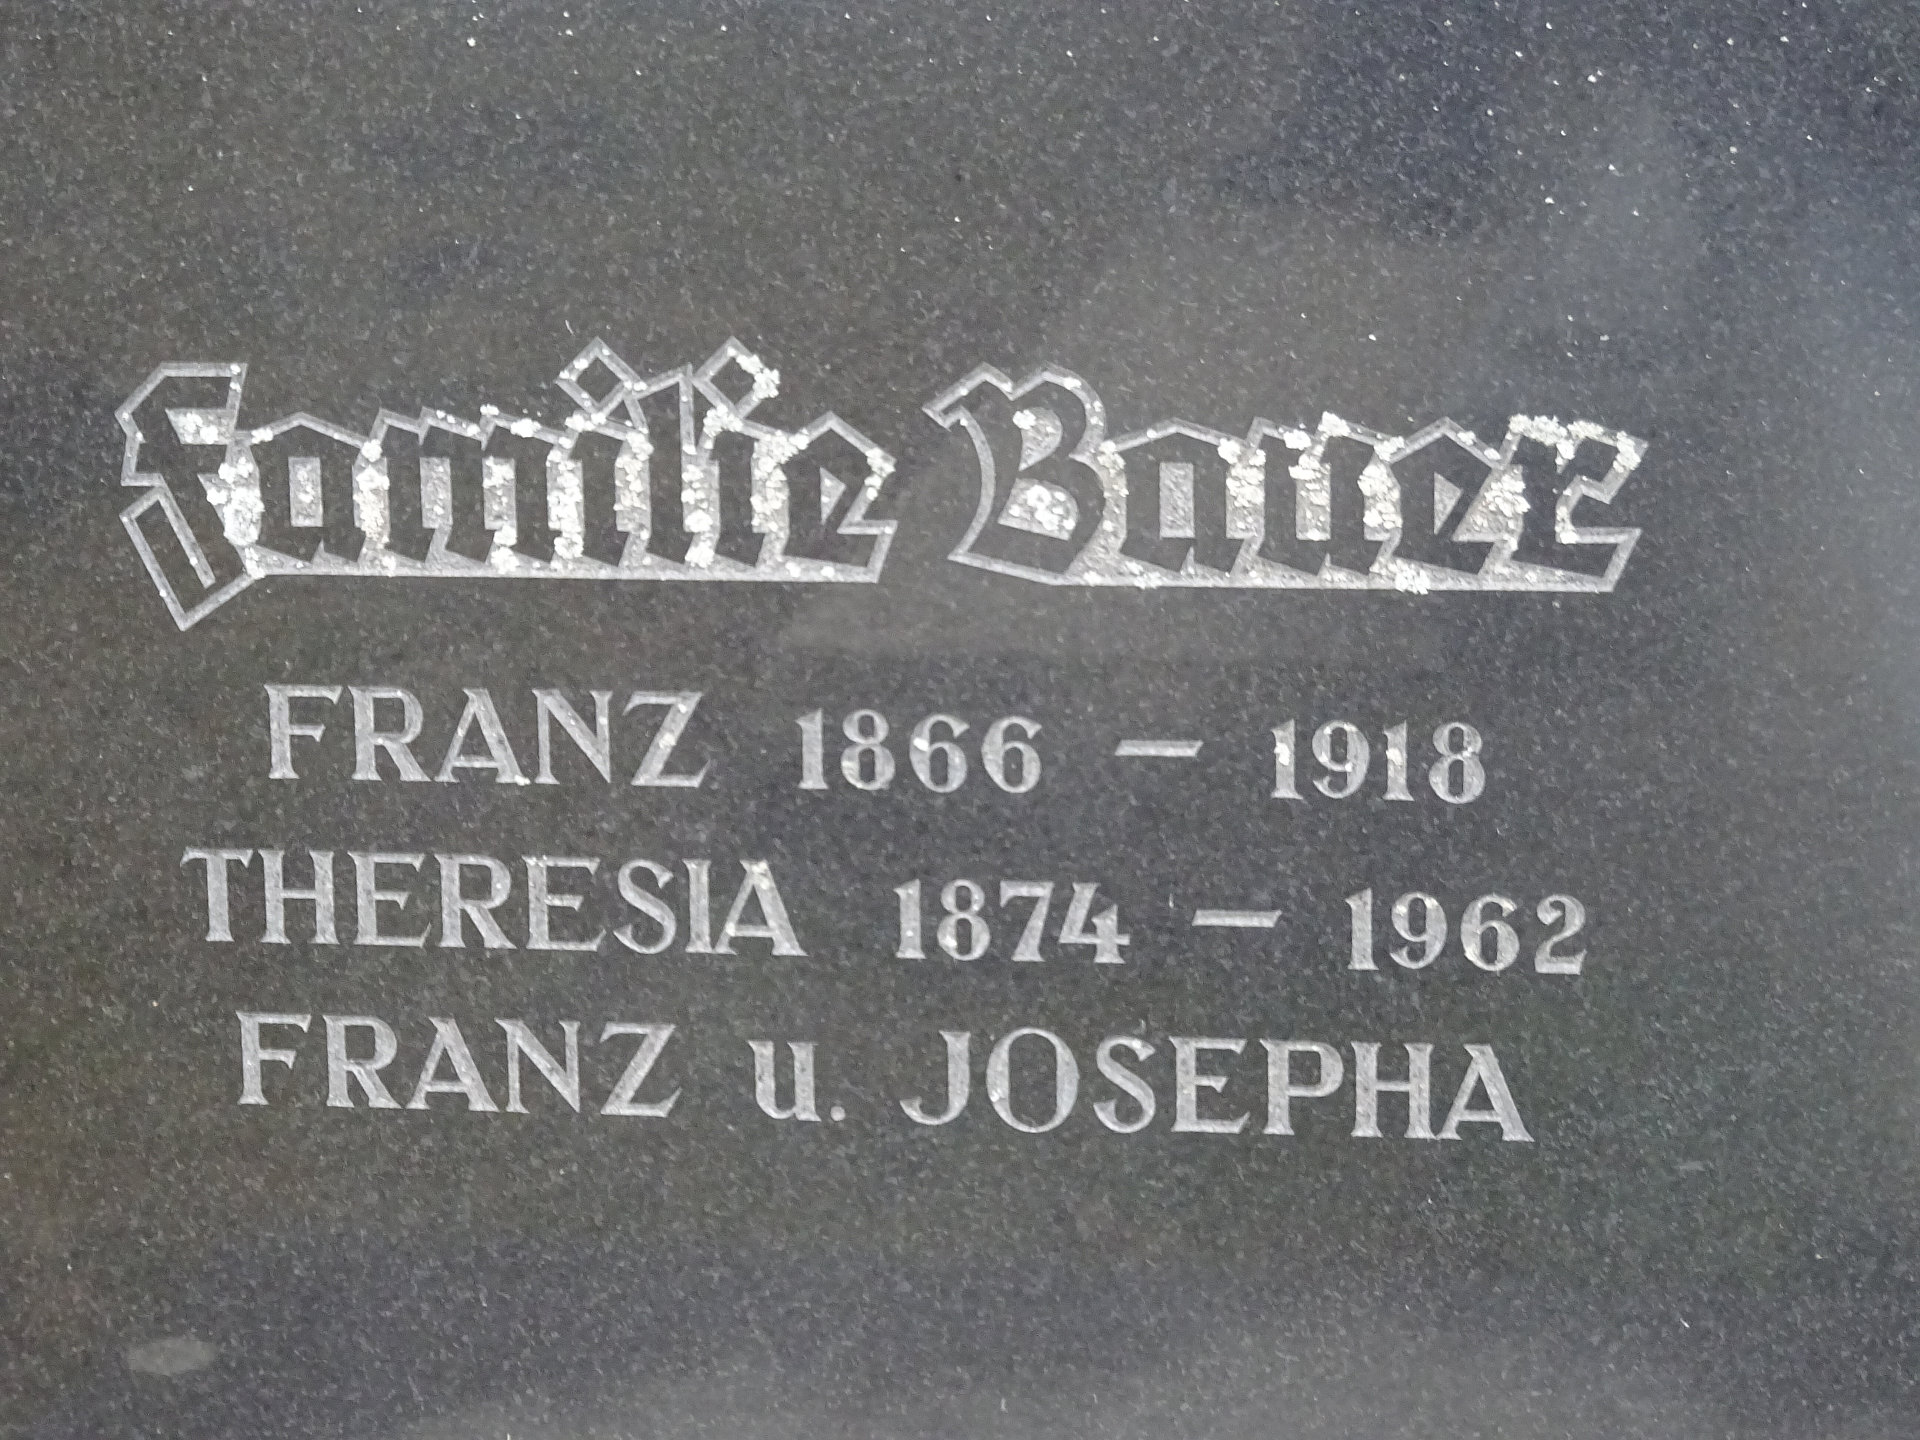 Familie Bauer
FRANZ 1866 – 1918
THERESIA 1874 – 1962
FRANZ u. JOSEPHA